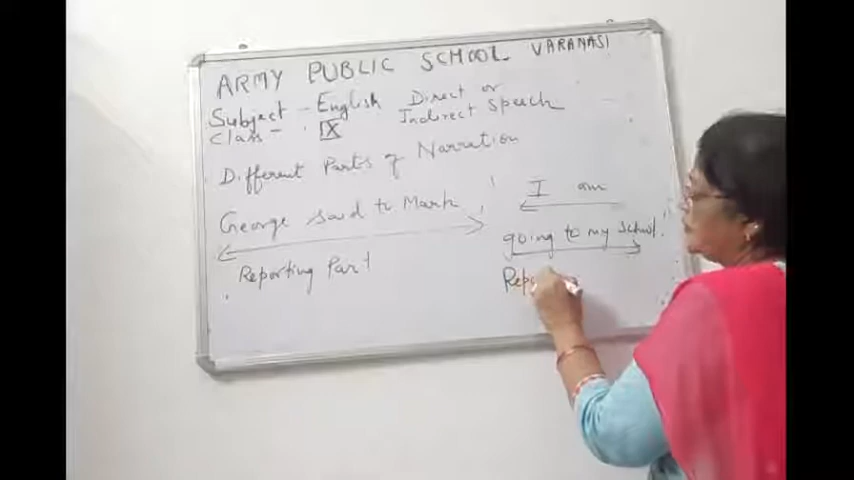 ARMY PUBLIC SCHOOL VARANASI
Subject - English Direct or
Class - IX Indirect Speech
Different Parts of Narration
George said to Mark, ' I am
going to my school.'
Reporting Part
Repo